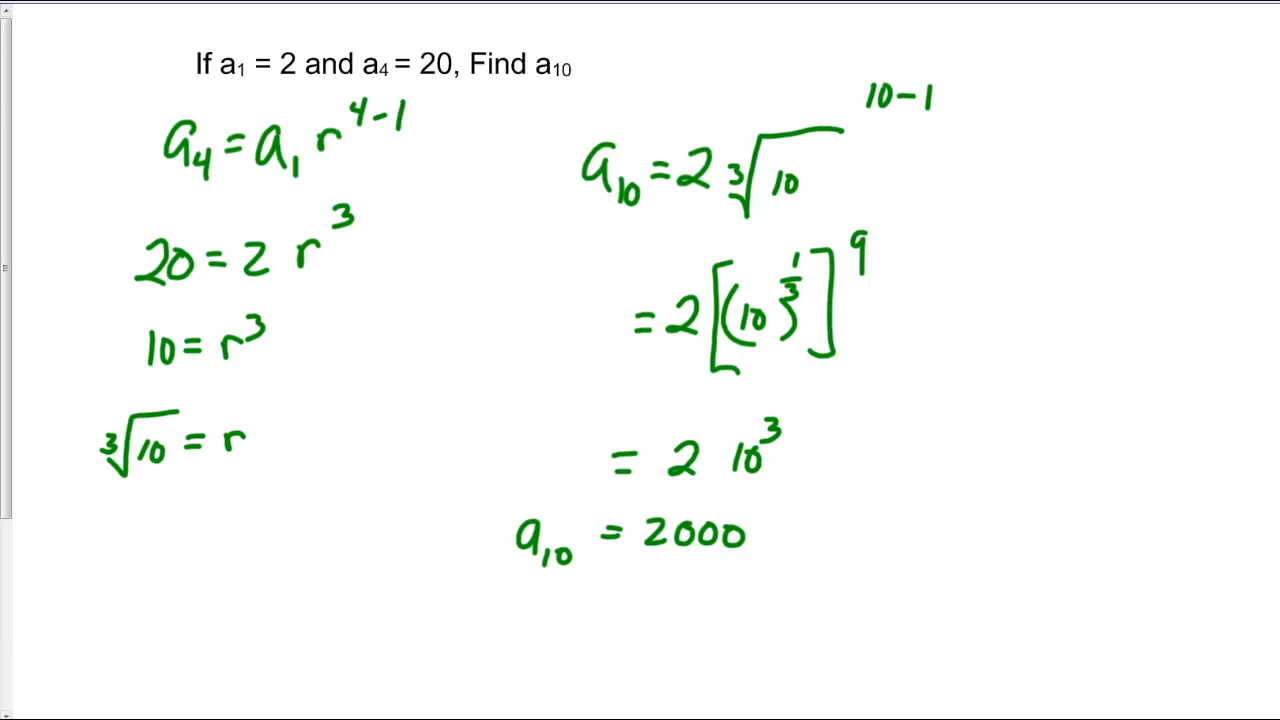 If a₁ = 2 and a₄ = 20, Find a₁₀
a₄ = a₁ r⁴⁻¹
20 = 2 r³
10 = r³
∛10 = r
a₁₀ = 2 ∛10 ¹⁰⁻¹
= 2 [(10^(1/3))]⁹
= 2 10³
a₁₀ = 2000